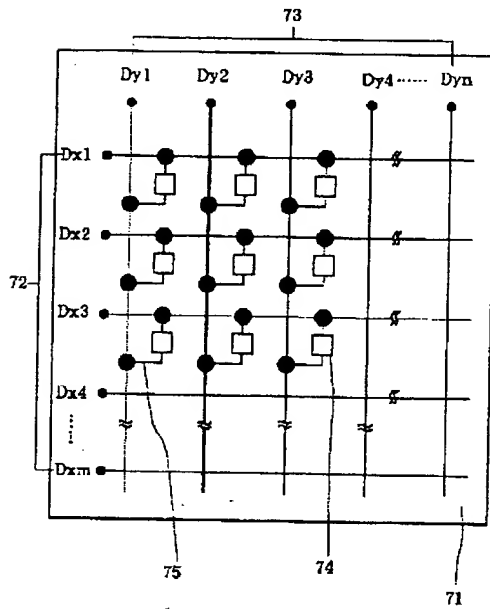 73
Dy1 Dy2 Dy3 Dy4 ...... Dyn
Dx1
Dx2
72
Dx3
Dx4
......
Dxm
75 74 71